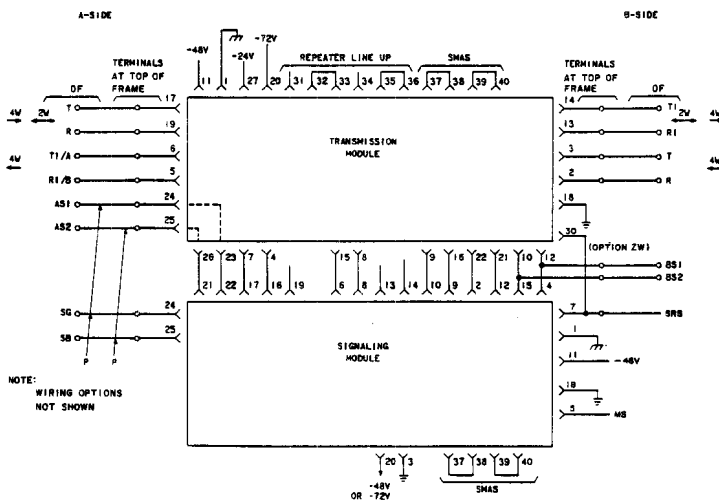 A-SIDE
B-SIDE
-48V
-24V
-72V
REPEATER LINE UP
SMAS
TERMINALS AT TOP OF FRAME
DF
TERMINALS AT TOP OF FRAME
DF
11 1 27 20 31 32 33 34 35 36 37 38 39 40
4W 2W T 17
R 19
4W T1/A 6
R1/B 5
AS1 24
AS2 25
TRANSMISSION MODULE
14 T1 2W 4W
13 R1
3 T 4W
2 R
18
30
(OPTION ZW)
BS1
BS2
26 23 7 4 15 8 9 16 22 21 10 12
21 22 17 16 19 6 8 13 14 10 9 2 12 15 4
SG 24
SB 25
P P
SIGNALING MODULE
7 SRS
1
11 -48V
18
5 MB
NOTE:
WIRING OPTIONS
NOT SHOWN
20 3 37 38 39 40
-48V
OR -72V
SMAS